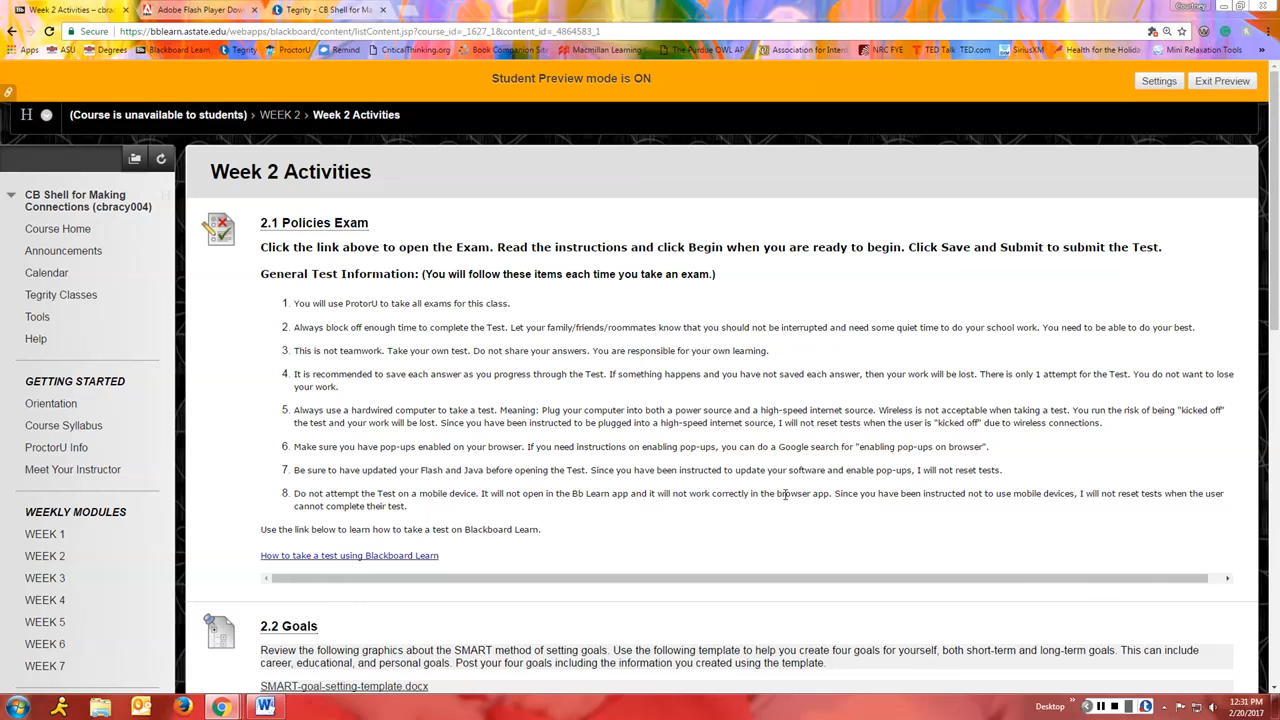 Week 2 Activities – cbrac
Adobe Flash Player Dow
Tegrity - CB Shell for Ma
Courtney
Secure
https://bblearn.astate.edu/webapps/blackboard/content/listContent.jsp?course_id=_1627_1&content_id=_4864583_1
Apps
ASU
Degrees
Blackboard Learn
Tegrity
ProctorU
Remind
CriticalThinking.org
Book Companion Site
Macmillan Learning
The Purdue OWL AP
Association for Intern
NRC FYE
TED Talk TED.com
SiriusXM
Health for the Holida
Mini Relaxation Tools
Student Preview mode is ON
Settings
Exit Preview
(Course is unavailable to students) > WEEK 2 > Week 2 Activities
CB Shell for Making
Connections (cbracy004)
Course Home
Announcements
Calendar
Tegrity Classes
Tools
Help
GETTING STARTED
Orientation
Course Syllabus
ProctorU Info
Meet Your Instructor
WEEKLY MODULES
WEEK 1
WEEK 2
WEEK 3
WEEK 4
WEEK 5
WEEK 6
WEEK 7
Week 2 Activities
2.1 Policies Exam
Click the link above to open the Exam. Read the instructions and click Begin when you are ready to begin. Click Save and Submit to submit the Test.
General Test Information: (You will follow these items each time you take an exam.)
1. You will use ProtorU to take all exams for this class.
2. Always block off enough time to complete the Test. Let your family/friends/roommates know that you should not be interrupted and need some quiet time to do your school work. You need to be able to do your best.
3. This is not teamwork. Take your own test. Do not share your answers. You are responsible for your own learning.
4. It is recommended to save each answer as you progress through the Test. If something happens and you have not saved each answer, then your work will be lost. There is only 1 attempt for the Test. You do not want to lose
your work.
5. Always use a hardwired computer to take a test. Meaning: Plug your computer into both a power source and a high-speed internet source. Wireless is not acceptable when taking a test. You run the risk of being "kicked off"
the test and your work will be lost. Since you have been instructed to be plugged into a high-speed internet source, I will not reset tests when the user is "kicked off" due to wireless connections.
6. Make sure you have pop-ups enabled on your browser. If you need instructions on enabling pop-ups, you can do a Google search for "enabling pop-ups on browser".
7. Be sure to have updated your Flash and Java before opening the Test. Since you have been instructed to update your software and enable pop-ups, I will not reset tests.
8. Do not attempt the Test on a mobile device. It will not open in the Bb Learn app and it will not work correctly in the browser app. Since you have been instructed not to use mobile devices, I will not reset tests when the user
cannot complete their test.
Use the link below to learn how to take a test on Blackboard Learn.
How to take a test using Blackboard Learn
2.2 Goals
Review the following graphics about the SMART method of setting goals. Use the following template to help you create four goals for yourself, both short-term and long-term goals. This can include
career, educational, and personal goals. Post your four goals including the information you created using the template.
SMART-goal-setting-template.docx
Desktop
12:31 PM
2/20/2017